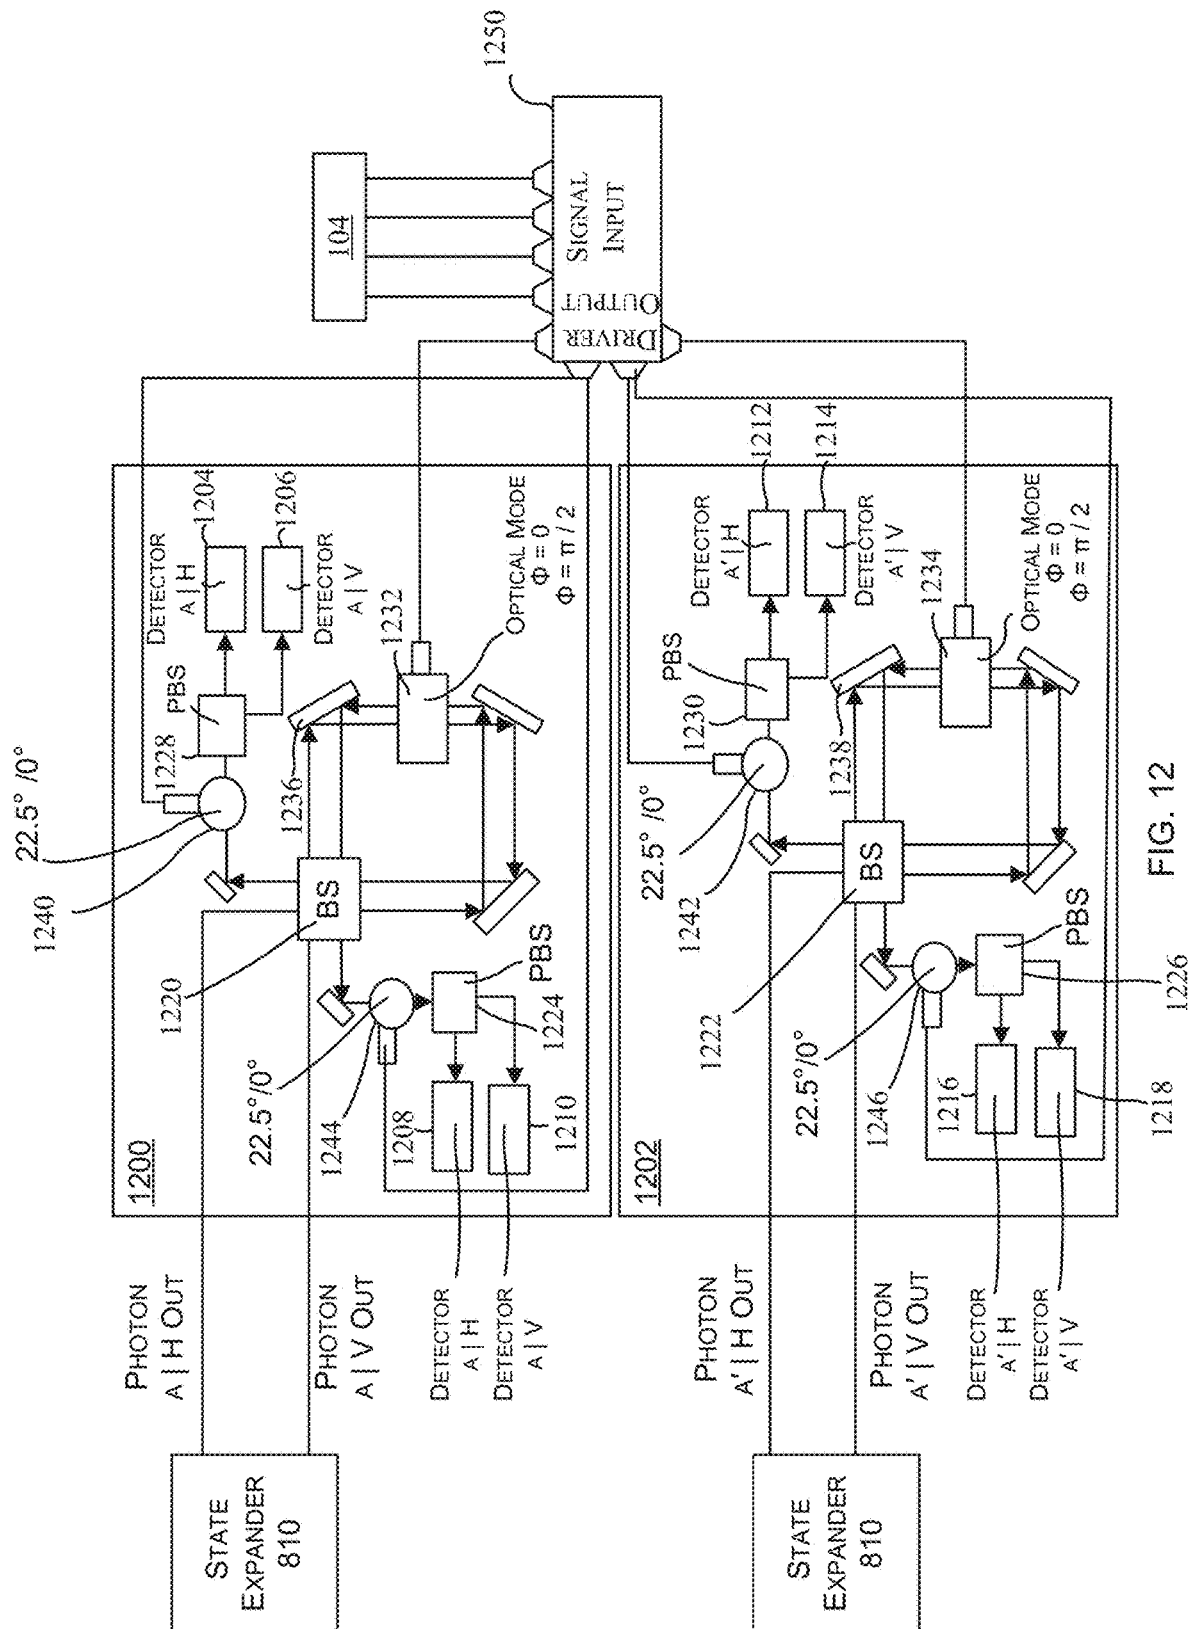 STATE
EXPANDER
810
PHOTON
A | H OUT
PHOTON
A | V OUT
DETECTOR
A | H
DETECTOR
A | V
1200
1220
BS
1240
22.5° /0°
1228
PBS
DETECTOR
A | H
1204
1206
DETECTOR
A | V
1236
1232
OPTICAL MODE
Φ = 0
Φ = π / 2
22.5°/0°
1244
1208
1210
1224
PBS
104
1250
SIGNAL
INPUT
DRIVER
OUTPUT
STATE
EXPANDER
810
PHOTON
A' | H OUT
PHOTON
A' | V OUT
DETECTOR
A' | H
DETECTOR
A' | V
1202
1222
BS
1242
22.5° /0°
1230
PBS
DETECTOR
A' | H
1212
1214
DETECTOR
A' | V
1238
1234
OPTICAL MODE
Φ = 0
Φ = π / 2
22.5°/0°
1246
1216
1218
1226
PBS
FIG. 12